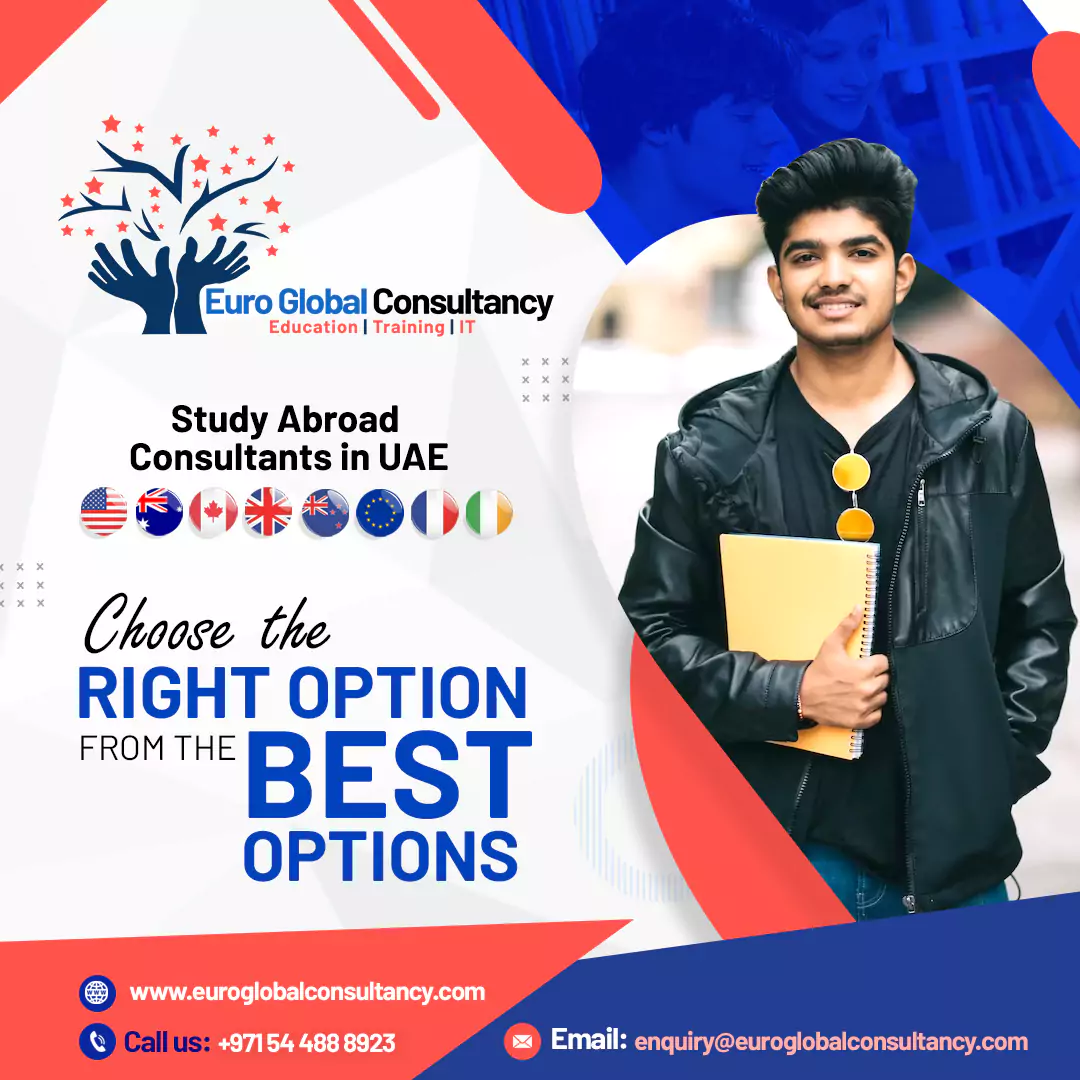 Euro Global Consultancy
Education | Training | IT
Study Abroad
Consultants in UAE
Choose the
RIGHT OPTION
FROM THE BEST
OPTIONS
www.euroglobalconsultancy.com
Call us: +971 54 488 8923
Email: enquiry@euroglobalconsultancy.com